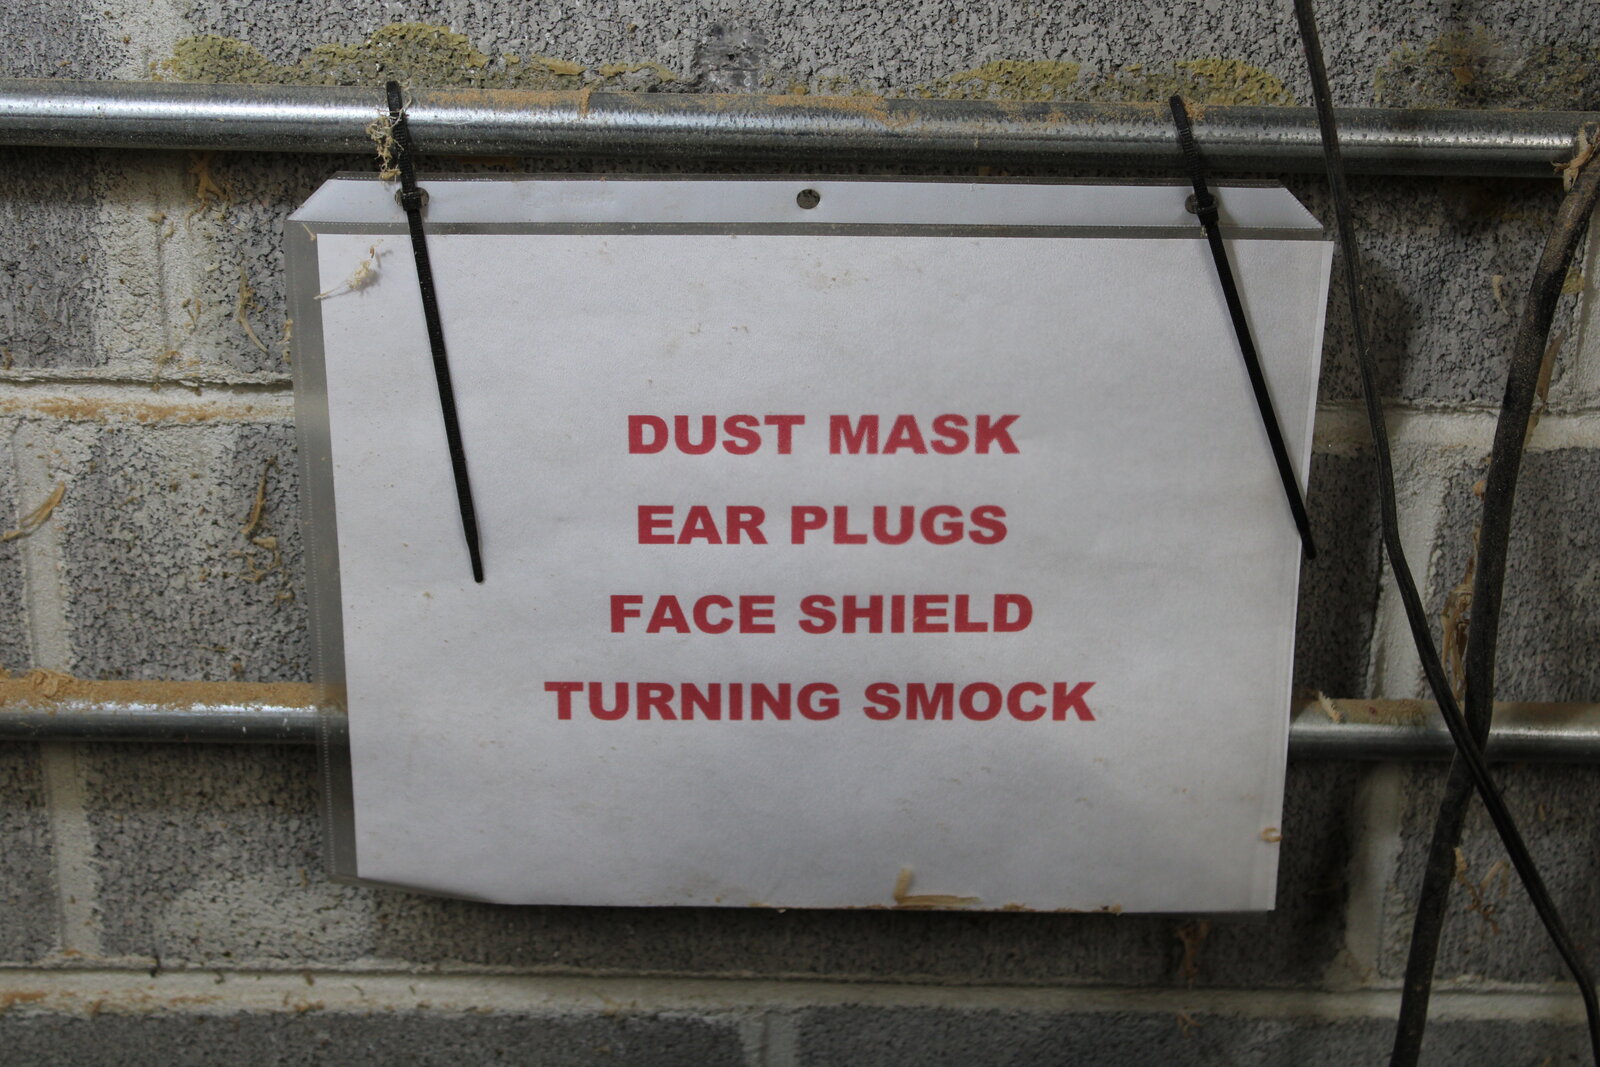 DUST MASK
EAR PLUGS
FACE SHIELD
TURNING SMOCK